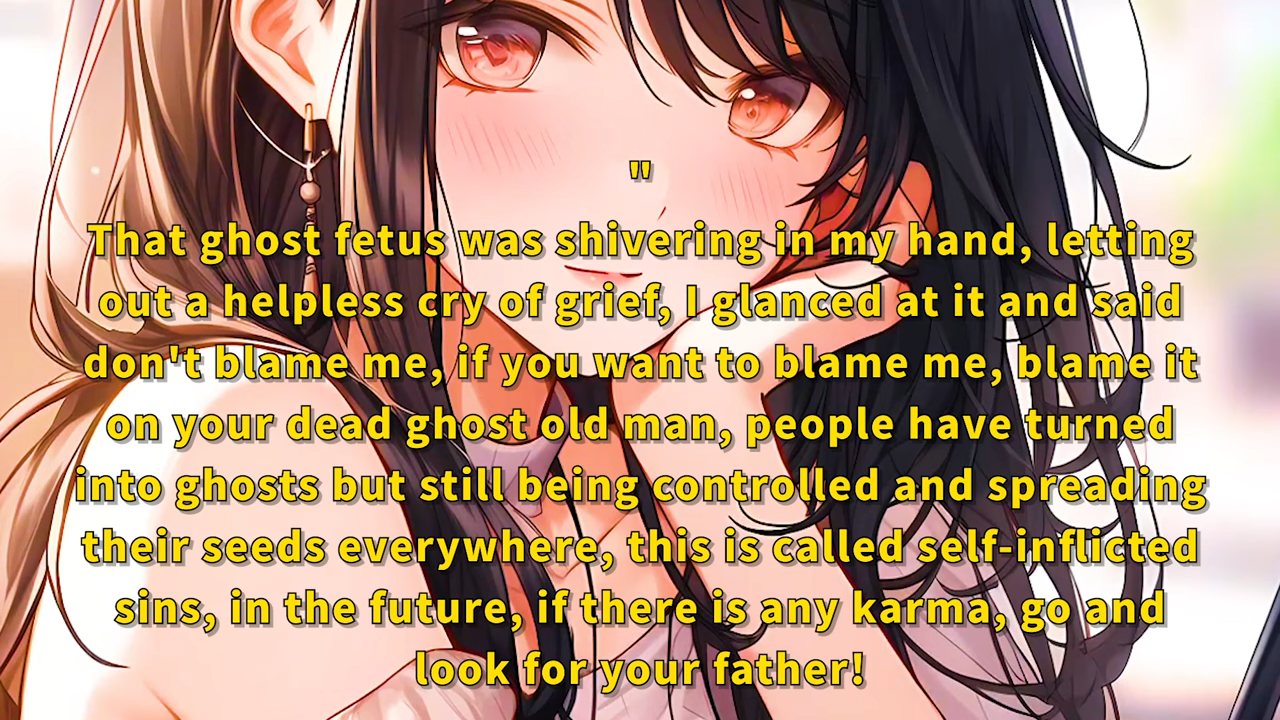 "
That ghost fetus was shivering in my hand, letting
out a helpless cry of grief, I glanced at it and said
don't blame me, if you want to blame me, blame it
on your dead ghost old man, people have turned
into ghosts but still being controlled and spreading
their seeds everywhere, this is called self-inflicted
sins, in the future, if there is any karma, go and
look for your father!